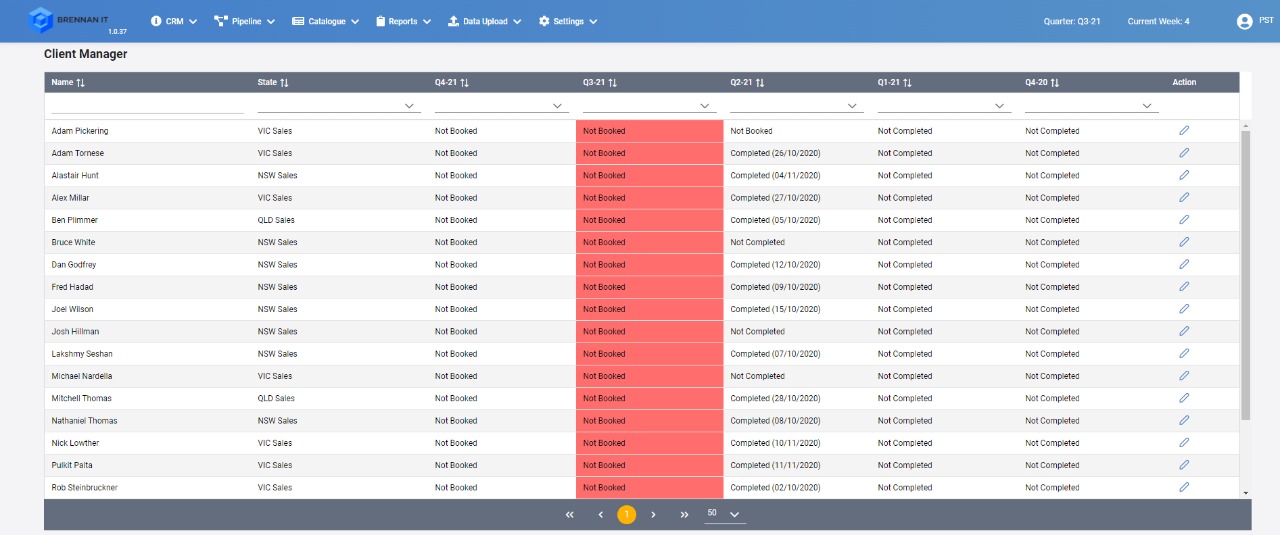 BRENNAN IT 1.0.37 CRM Pipeline Catalogue Reports Data Upload Settings Quarter: Q3-21 Current Week: 4 PST
Client Manager
Name State Q4-21 Q3-21 Q2-21 Q1-21 Q4-20 Action
Adam Pickering VIC Sales Not Booked Not Booked Not Booked Not Completed Not Completed
Adam Tornese VIC Sales Not Booked Not Booked Completed (26/10/2020) Not Completed Not Completed
Alastair Hunt NSW Sales Not Booked Not Booked Completed (04/11/2020) Not Completed Not Completed
Alex Millar VIC Sales Not Booked Not Booked Completed (27/10/2020) Not Completed Not Completed
Ben Plimmer QLD Sales Not Booked Not Booked Completed (05/10/2020) Not Completed Not Completed
Bruce White NSW Sales Not Booked Not Booked Not Completed Not Completed Not Completed
Dan Godfrey NSW Sales Not Booked Not Booked Completed (12/10/2020) Not Completed Not Completed
Fred Hadad NSW Sales Not Booked Not Booked Completed (09/10/2020) Not Completed Not Completed
Joel Wilson NSW Sales Not Booked Not Booked Completed (15/10/2020) Not Completed Not Completed
Josh Hillman NSW Sales Not Booked Not Booked Not Completed Not Completed Not Completed
Lakshmy Seshan NSW Sales Not Booked Not Booked Completed (07/10/2020) Not Completed Not Completed
Michael Nardella VIC Sales Not Booked Not Booked Not Completed Not Completed Not Completed
Mitchell Thomas QLD Sales Not Booked Not Booked Completed (28/10/2020) Not Completed Not Completed
Nathaniel Thomas NSW Sales Not Booked Not Booked Completed (08/10/2020) Not Completed Not Completed
Nick Lowther VIC Sales Not Booked Not Booked Completed (10/11/2020) Not Completed Not Completed
Pulkit Palta VIC Sales Not Booked Not Booked Completed (11/11/2020) Not Completed Not Completed
Rob Steinbruckner VIC Sales Not Booked Not Booked Completed (02/10/2020) Not Completed Not Completed
1 50